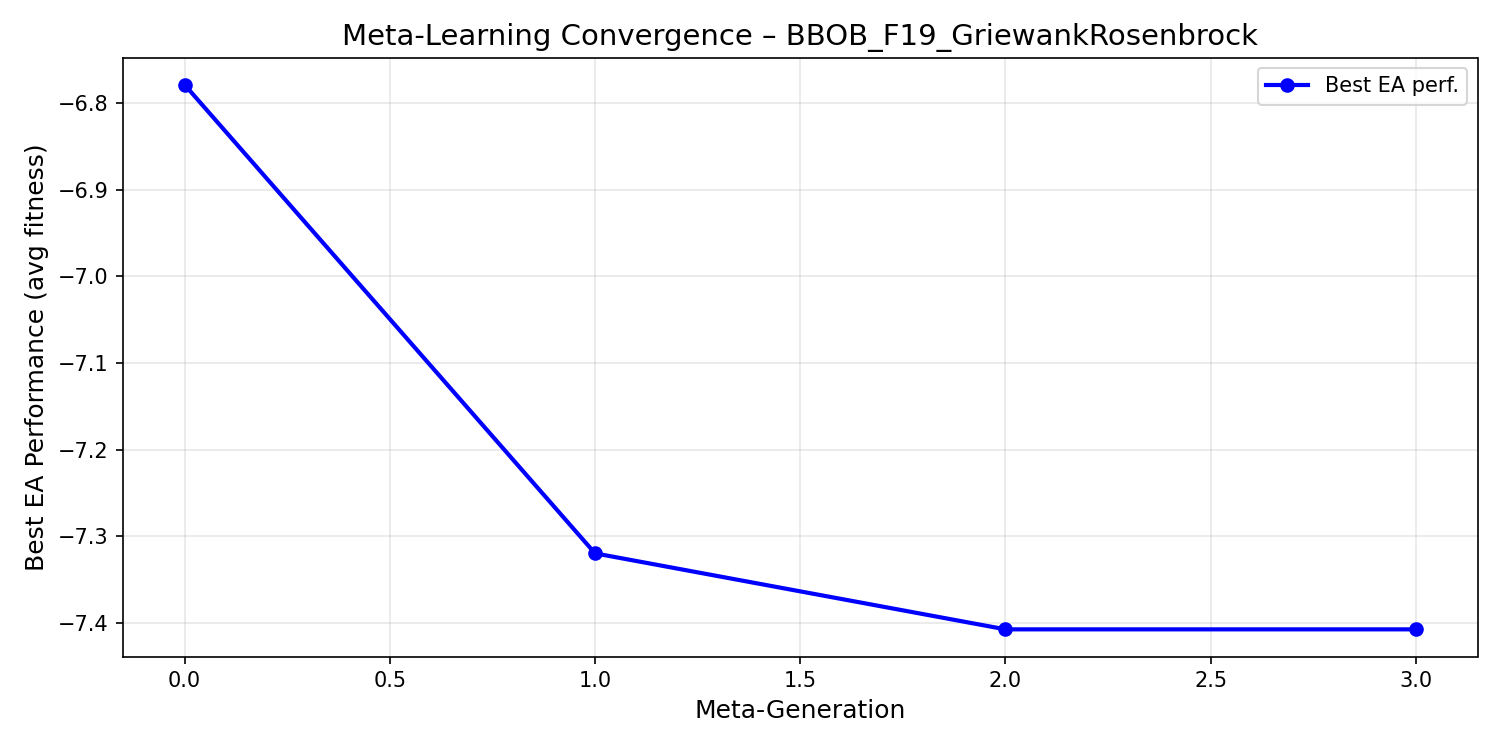 Meta-Learning Convergence – BBOB_F19_GriewankRosenbrock
Best EA perf.
Best EA Performance (avg fitness)
−6.8
−6.9
−7.0
−7.1
−7.2
−7.3
−7.4
0.0 0.5 1.0 1.5 2.0 2.5 3.0
Meta-Generation